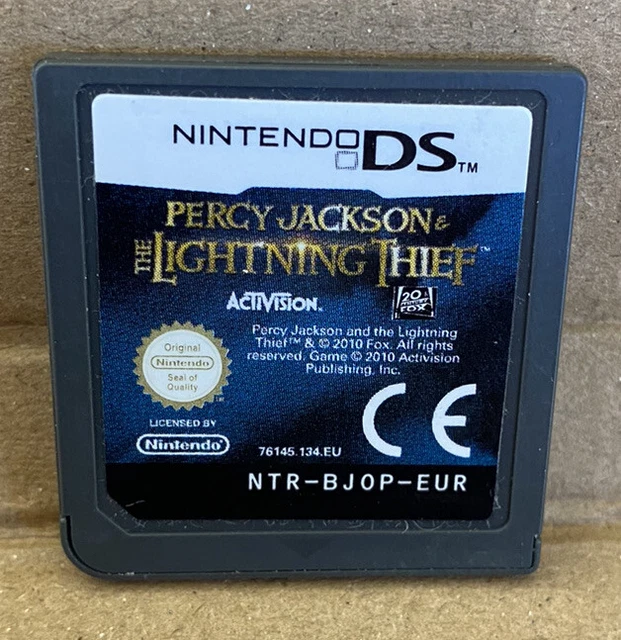 NINTENDO DS™
PERCY JACKSON &
THE LIGHTNING THIEF™
ACTIVISION.
20th CENTURY FOX
Percy Jackson and the Lightning
Thief™ & © 2010 Fox. All rights
reserved. Game © 2010 Activision
Publishing, Inc.
Original
Nintendo
Seal of
Quality
LICENSED BY
Nintendo®
CE
76145.134.EU
NTR-BJOP-EUR